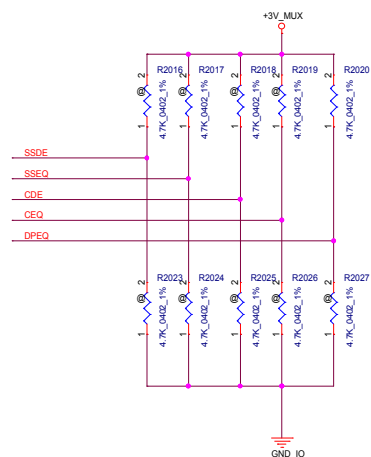 +3V_MUX
R2016 R2017 R2018 R2019 R2020
2 2 2 2 2
@ @ @ @
4.7K_0402_1% 4.7K_0402_1% 4.7K_0402_1% 4.7K_0402_1% 4.7K_0402_1%
1 1 1 1 1
SSDE
SSEQ
CDE
CEQ
DPEQ
R2023 R2024 R2025 R2026 R2027
2 2 2 2 2
@ @ @ @ @
4.7K_0402_1% 4.7K_0402_1% 4.7K_0402_1% 4.7K_0402_1% 4.7K_0402_1%
1 1 1 1 1
GND_IO